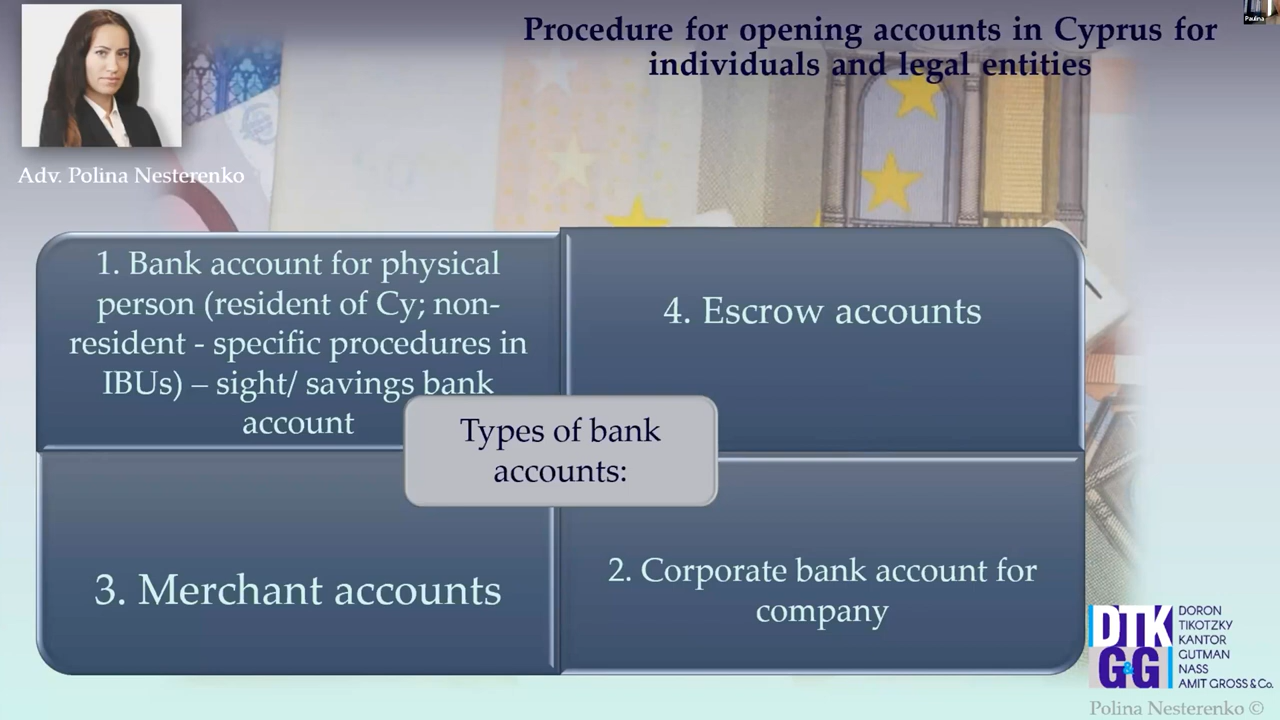 Paulina
Procedure for opening accounts in Cyprus for
individuals and legal entities
Adv. Polina Nesterenko
1. Bank account for physical
person (resident of Cy; non-
resident - specific procedures in
IBUs) – sight/ savings bank
account
4. Escrow accounts
Types of bank
accounts:
3. Merchant accounts
2. Corporate bank account for
company
DTK
G&G
DORON
TIKOTZKY
KANTOR
GUTMAN
NASS
AMIT GROSS & Co.
Polina Nesterenko ©